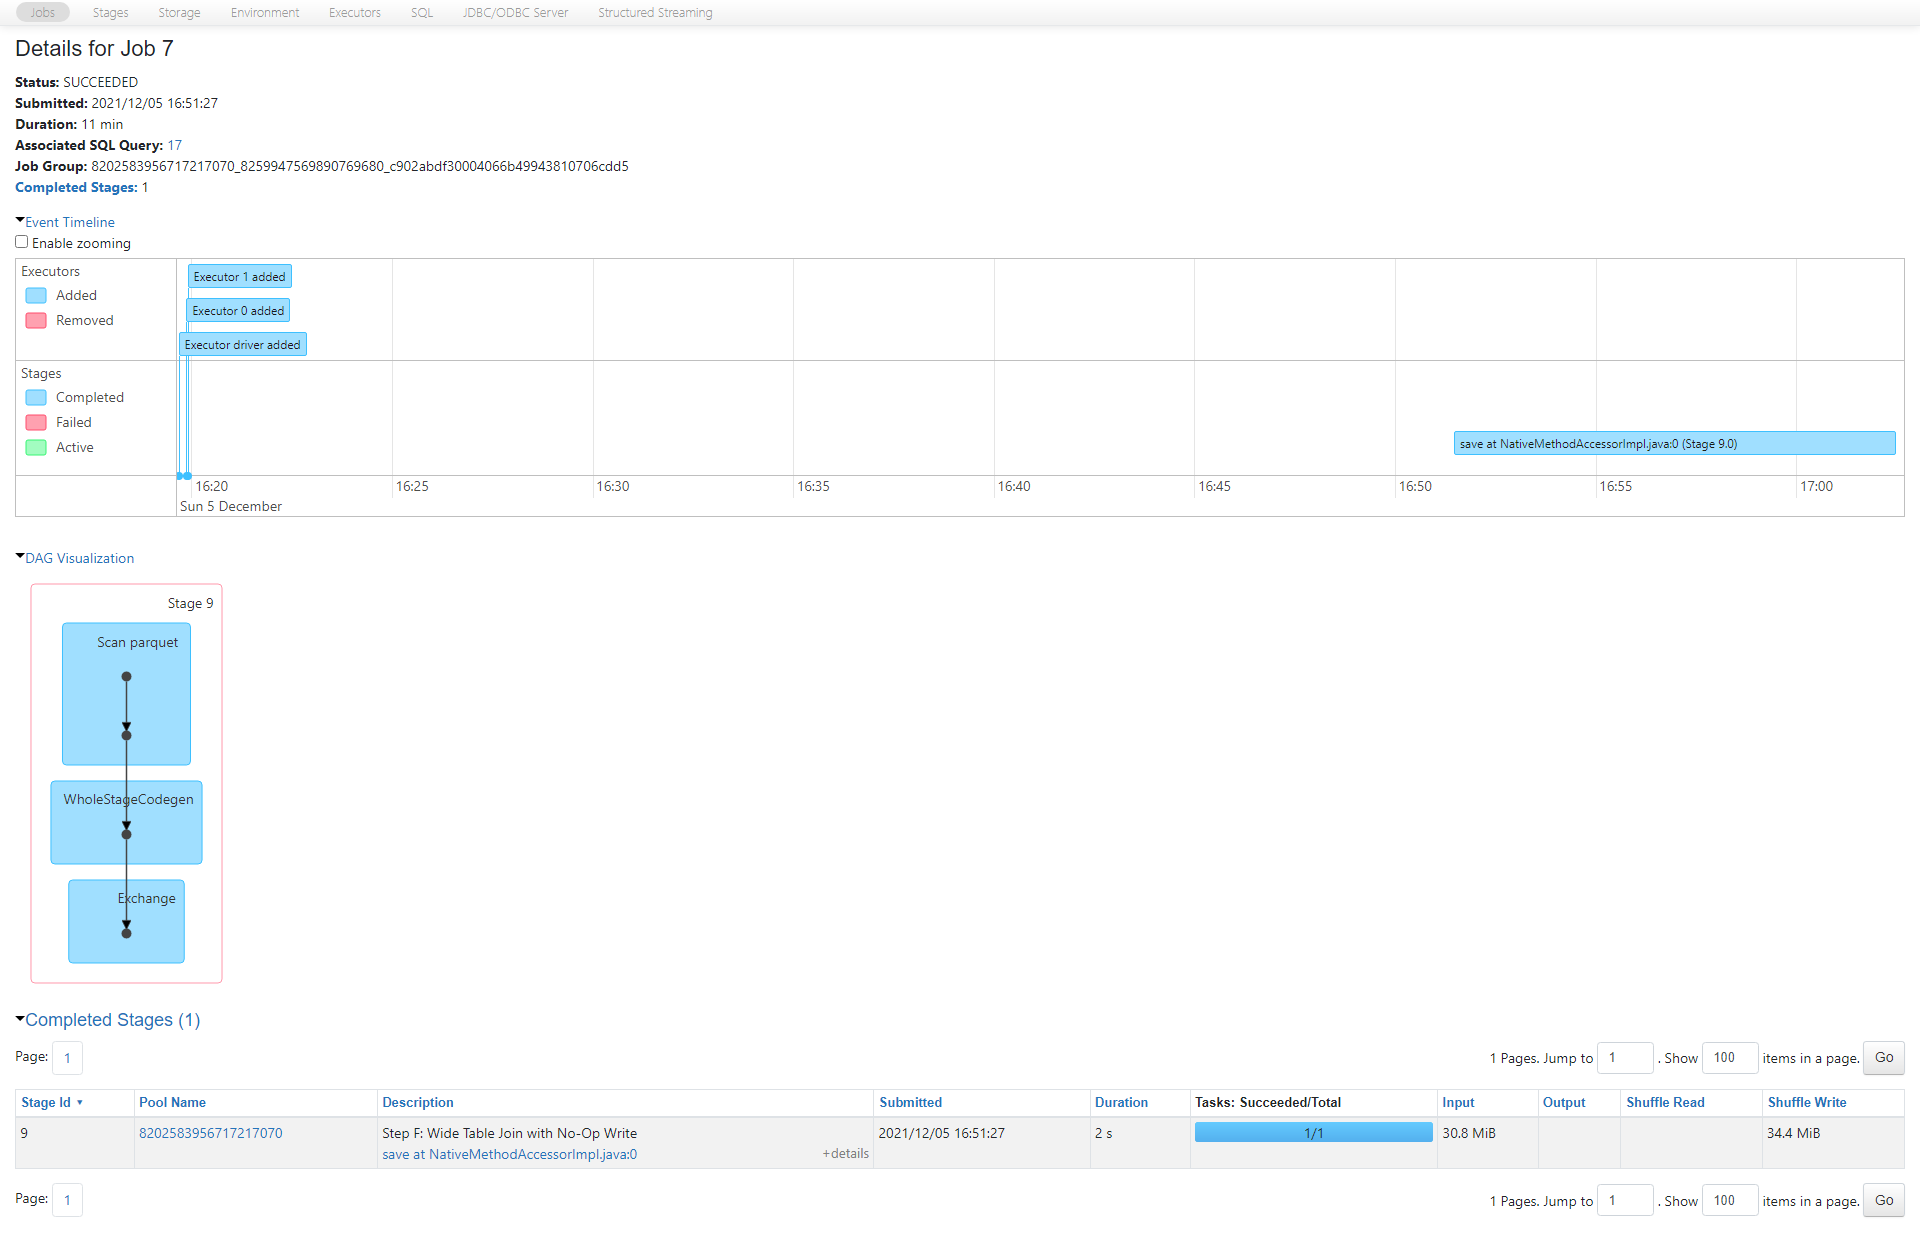 Jobs Stages Storage Environment Executors SQL JDBC/ODBC Server Structured Streaming
Details for Job 7
Status: SUCCEEDED
Submitted: 2021/12/05 16:51:27
Duration: 11 min
Associated SQL Query: 17
Job Group: 8202583956717217070_8259947569890769680_c902abdf30004066b49943810706cdd5
Completed Stages: 1
Event Timeline
Enable zooming
Executors
Added
Removed
Executor 1 added
Executor 0 added
Executor driver added
Stages
Completed
Failed
Active
save at NativeMethodAccessorImpl.java:0 (Stage 9.0)
16:20 16:25 16:30 16:35 16:40 16:45 16:50 16:55 17:00
Sun 5 December
DAG Visualization
Stage 9
Scan parquet
WholeStageCodegen
Exchange
Completed Stages (1)
Page: 1 1 Pages. Jump to 1 . Show 100 items in a page. Go
Stage Id Pool Name Description Submitted Duration Tasks: Succeeded/Total Input Output Shuffle Read Shuffle Write
9 8202583956717217070 Step F: Wide Table Join with No-Op Write 2021/12/05 16:51:27 2 s 1/1 30.8 MiB 34.4 MiB
save at NativeMethodAccessorImpl.java:0 +details
Page: 1 1 Pages. Jump to 1 . Show 100 items in a page. Go